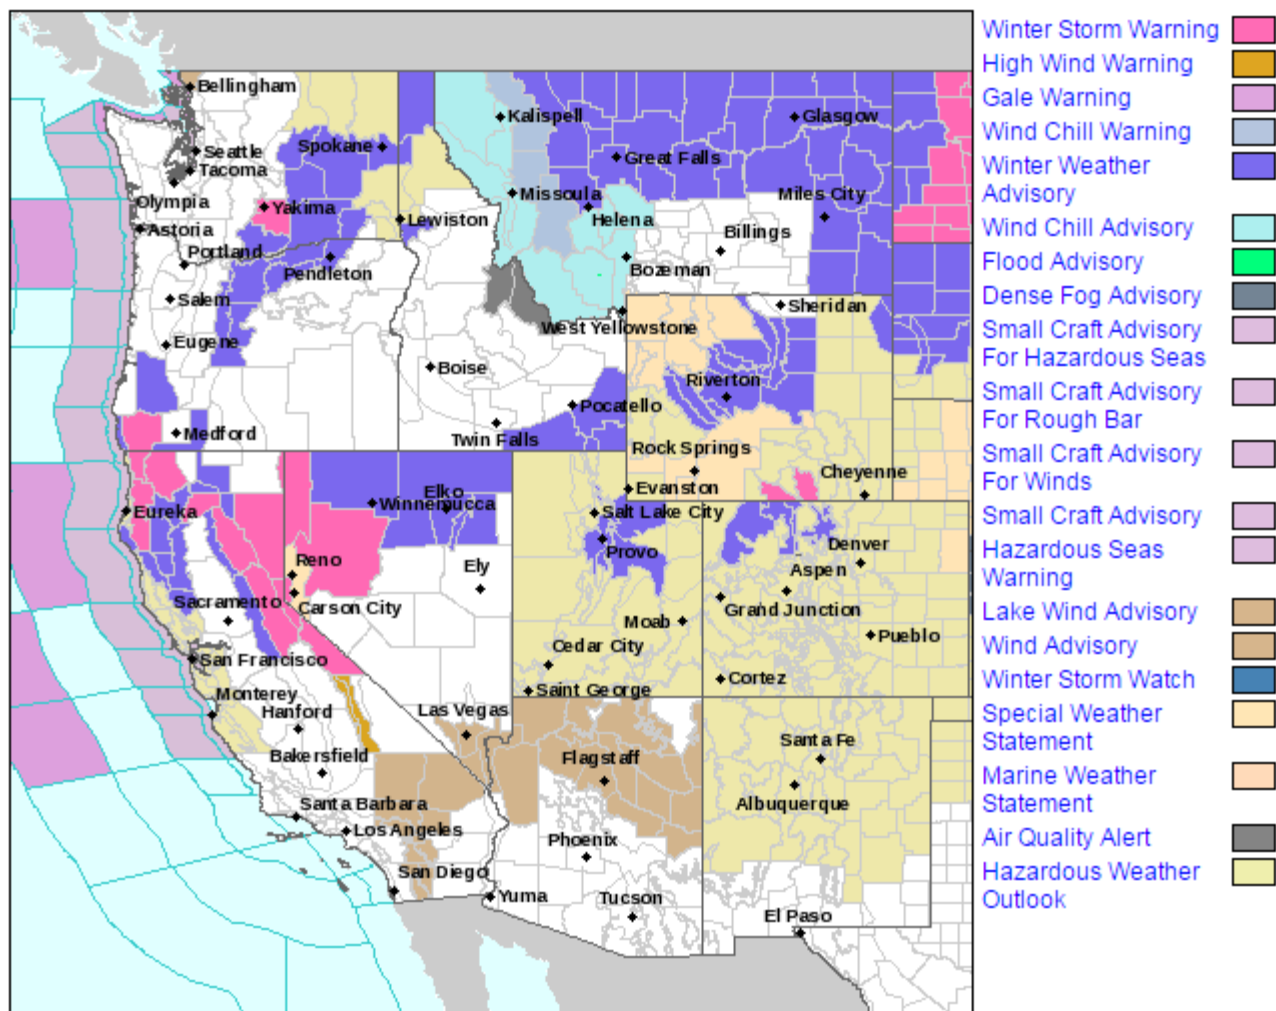 Winter Storm Warning
High Wind Warning
Gale Warning
Wind Chill Warning
Winter Weather
Advisory
Wind Chill Advisory
Flood Advisory
Dense Fog Advisory
Small Craft Advisory
For Hazardous Seas
Small Craft Advisory
For Rough Bar
Small Craft Advisory
For Winds
Small Craft Advisory
Hazardous Seas
Warning
Lake Wind Advisory
Wind Advisory
Winter Storm Watch
Special Weather
Statement
Marine Weather
Statement
Air Quality Alert
Hazardous Weather
Outlook
Bellingham
Kalispell
Glasgow
Seattle
Spokane
Great Falls
Tacoma
Olympia
Yakima
Missoula
Miles City
Helena
Lewiston
Astoria
Billings
Portland
Pendleton
Bozeman
Salem
Sheridan
West Yellowstone
Eugene
Boise
Riverton
Pocatello
Medford
Twin Falls
Rock Springs
Cheyenne
Evanston
Elko
Winnemucca
Eureka
Salt Lake City
Provo
Denver
Reno
Ely
Aspen
Sacramento
Carson City
Grand Junction
Moab
Pueblo
Cedar City
San Francisco
Cortez
Saint George
Monterey
Hanford
Las Vegas
Santa Fe
Bakersfield
Flagstaff
Albuquerque
Santa Barbara
Los Angeles
Phoenix
San Diego
Yuma
Tucson
El Paso